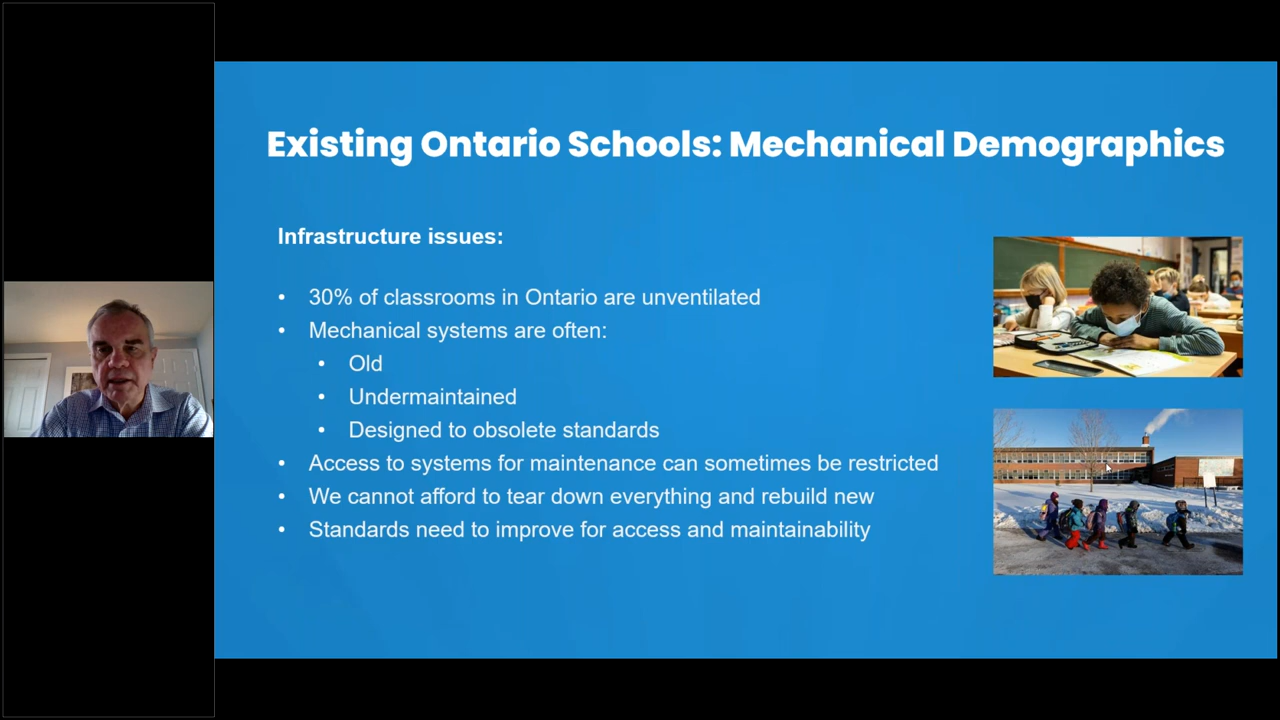 Existing Ontario Schools: Mechanical Demographics
Infrastructure issues:
• 30% of classrooms in Ontario are unventilated
• Mechanical systems are often:
• Old
• Undermaintained
• Designed to obsolete standards
• Access to systems for maintenance can sometimes be restricted
• We cannot afford to tear down everything and rebuild new
• Standards need to improve for access and maintainability